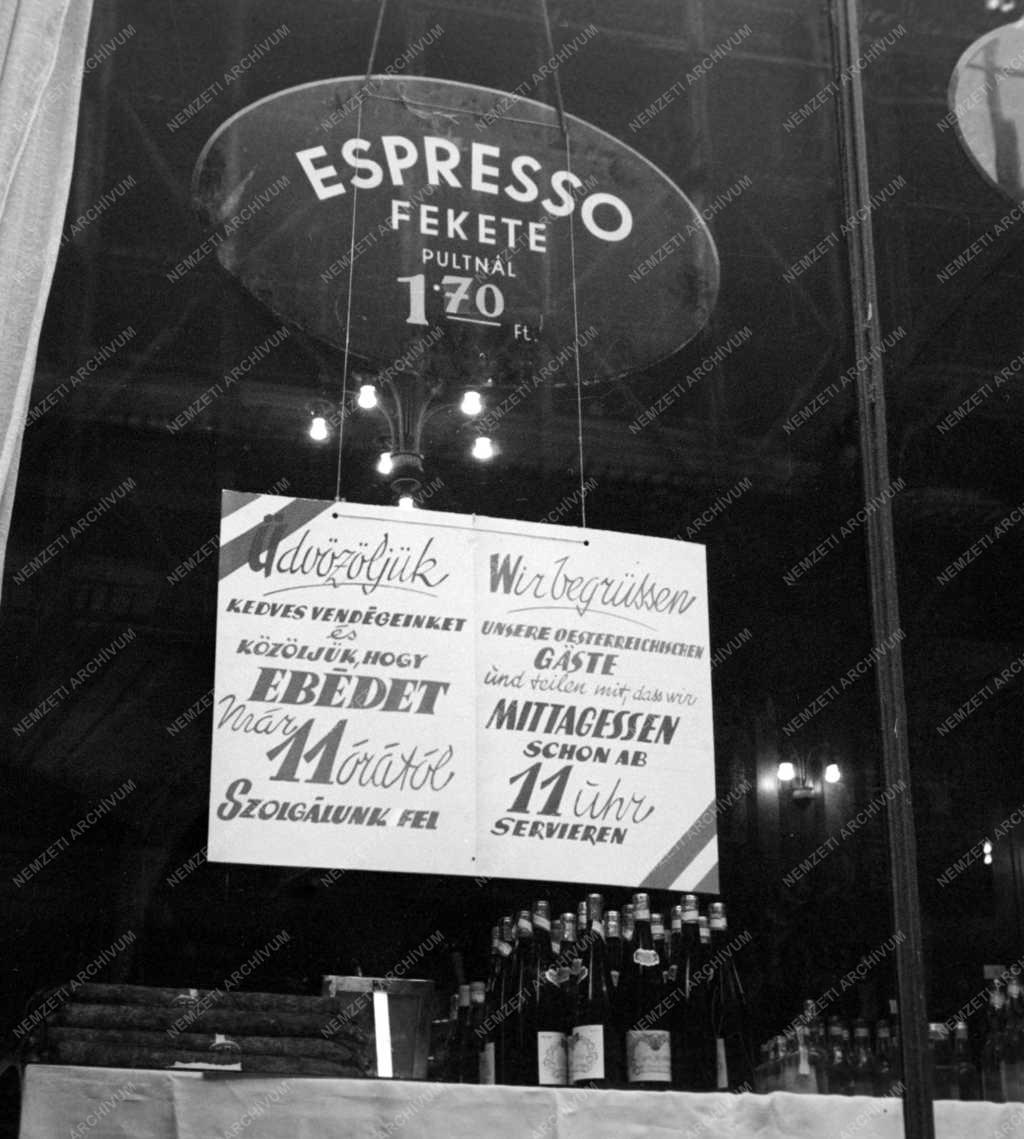 ESPRESSO
FEKETE
PULTNÁL
1.70
Ft.
Üdvözöljük
KEDVES VENDÉGEINKET
és
KÖZÖLJÜK, HOGY
EBÉDET
Már
11 órától
SZOLGÁLUNK FEL
Wir begrüssen
UNSERE OESTERREICHISCHEN
GÄSTE
und teilen mit, dass wir
MITTAGESSEN
SCHON AB
11 Uhr
SERVIEREN
NEMZETI ARCHÍVUM